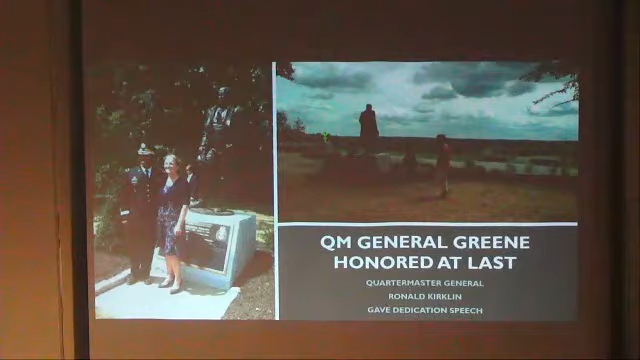 QM GENERAL GREENE
HONORED AT LAST
QUARTERMASTER GENERAL
RONALD KIRKLIN
GAVE DEDICATION SPEECH